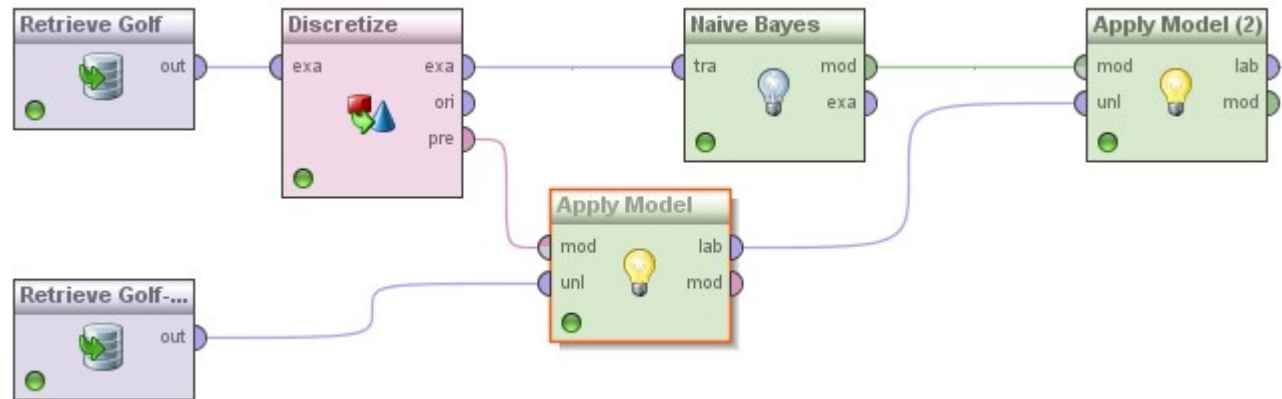 Retrieve Golf
out
Discretize
exa exa
ori
pre
Naive Bayes
tra mod
exa
Apply Model (2)
mod lab
unl mod
Apply Model
mod lab
unl mod
Retrieve Golf-...
out